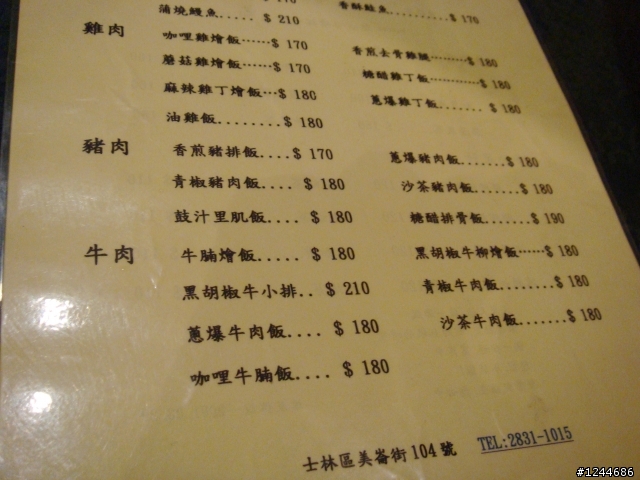 蒲燒鰻魚..... $ 210
香酥鮭魚.........$ 170
雞肉
咖哩雞燴飯......$ 170
蘑菇雞燴飯......$ 170
香煎去骨雞腿.........$ 180
麻辣雞丁燴飯...$ 180
糖醋雞丁飯...........$ 180
油雞飯........$ 180
蔥爆雞丁飯....... $ 180
豬肉
香煎豬排飯....$ 170
蔥爆豬肉飯.......$ 180
青椒豬肉飯.... $ 180
沙茶豬肉飯.......$ 180
鼓汁里肌飯.... $ 180
糖醋排骨飯.......$ 190
牛肉
牛腩燴飯..... $ 180
黑胡椒牛柳燴飯......$ 180
黑胡椒牛小排.. $ 210
青椒牛肉飯.......$ 180
蔥爆牛肉飯.... $ 180
沙茶牛肉飯.......$ 180
咖哩牛腩飯.... $ 180
士林區美崙街104號 TEL:2831-1015
#1244686